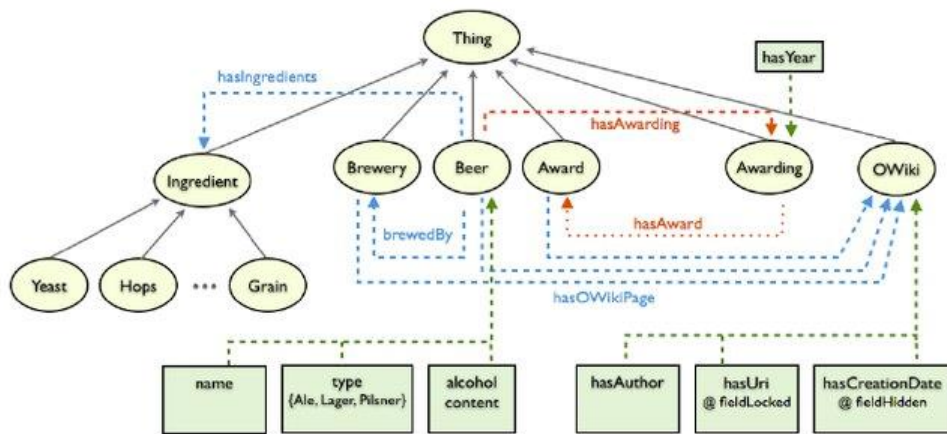 Thing
hasYear
hasIngredients
hasAwarding
Ingredient
Brewery
Beer
Award
Awarding
OWiki
brewedBy
hasAward
Yeast
Hops
Grain
hasOWikiPage
name
type
{Ale, Lager, Pilsner}
alcohol
content
hasAuthor
hasUri
@ fieldLocked
hasCreationDate
@ fieldHidden